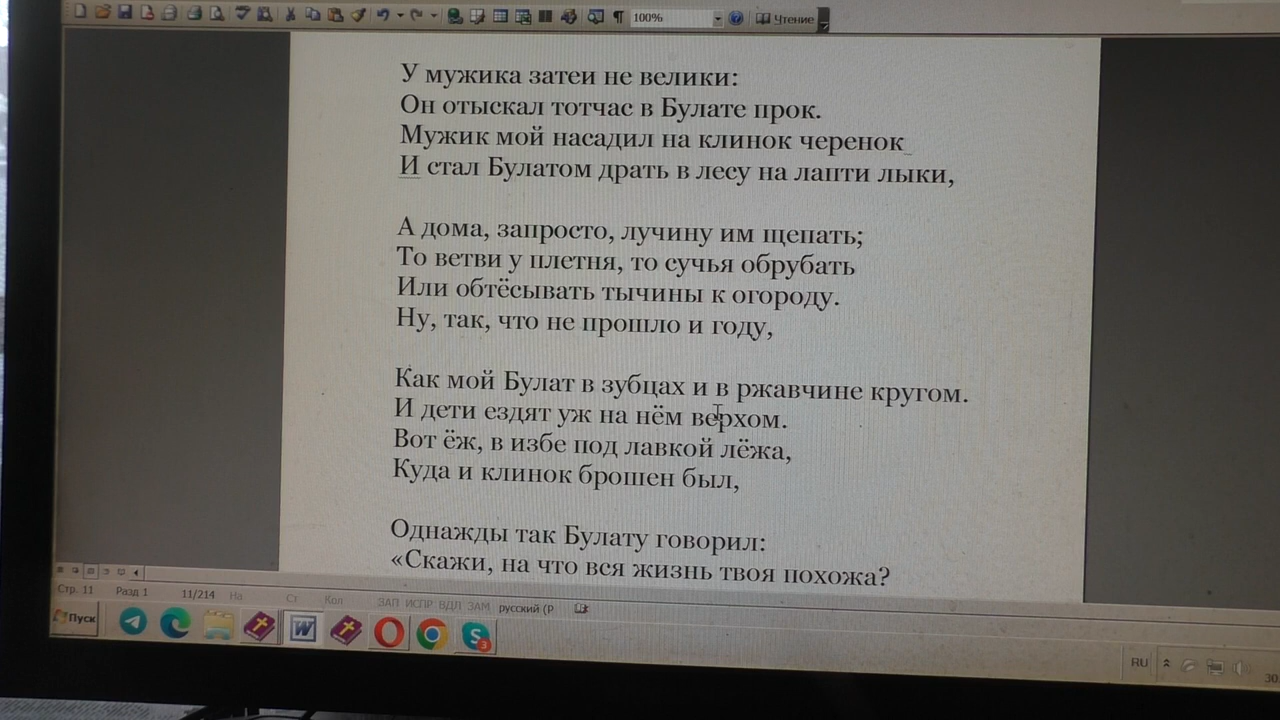 100%
Чтение
У мужика затеи не велики:
Он отыскал тотчас в Булате прок.
Мужик мой насадил на клинок черенок
И стал Булатом драть в лесу на лапти лыки,
А дома, запросто, лучину им щепать;
То ветви у плетня, то сучья обрубать
Или обтёсывать тычины к огороду.
Ну, так, что не прошло и году,
Как мой Булат в зубцах и в ржавчине кругом.
И дети ездят уж на нём верхом.
Вот ёж, в избе под лавкой лёжа,
Куда и клинок брошен был,
Однажды так Булату говорил:
«Скажи, на что вся жизнь твоя похожа?
Стр. 11 Разд 1 11/214 На Ст Кол ЗАП ИСПР ВДЛ ЗАМ русский (Р
Пуск
W
S
3
RU
30